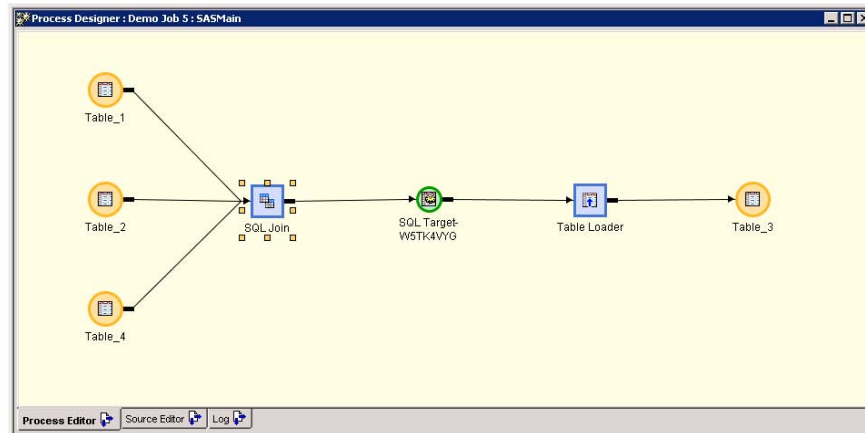 Process Designer : Demo Job 5 : SASMain
Table_1
Table_2
SQL Join
SQL Target-
W5TK4VYG
Table Loader
Table_3
Table_4
Process Editor
Source Editor
Log